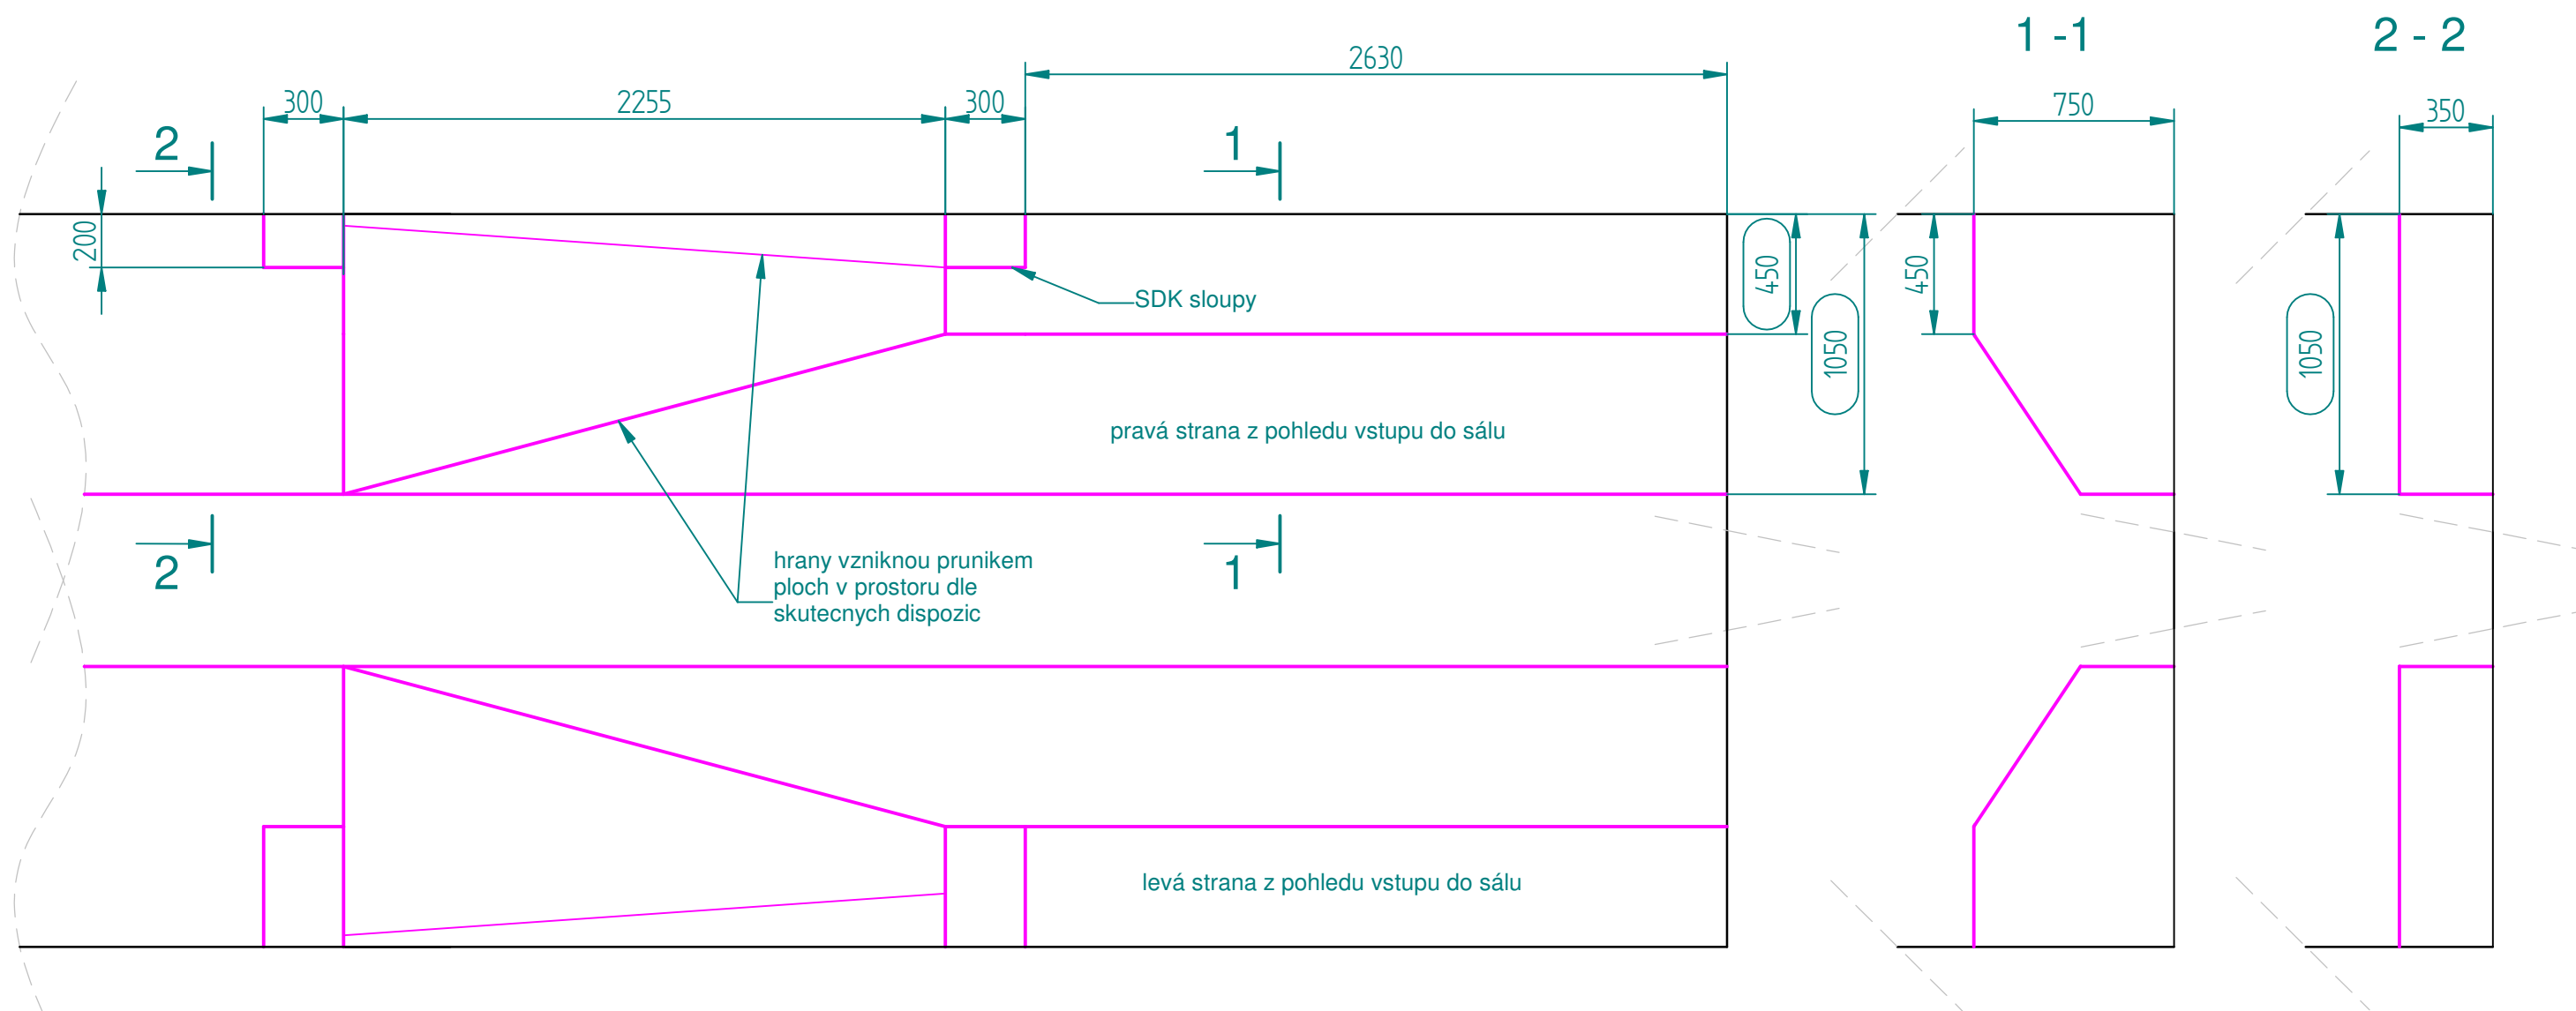 1 -1
2 - 2
2630
300
2255
300
750
350
2
1
200
450
450
SDK sloupy
1050
1050
pravá strana z pohledu vstupu do sálu
2
1
hrany vzniknou prunikem
ploch v prostoru dle
skutecnych dispozic
levá strana z pohledu vstupu do sálu